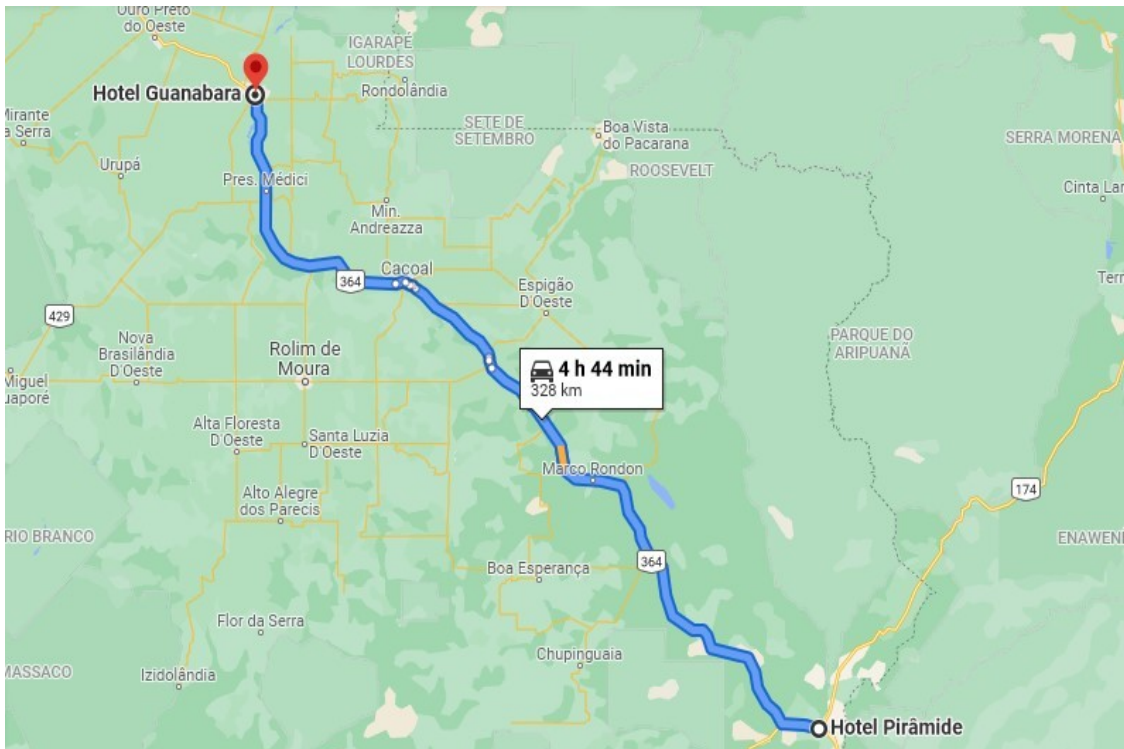 Ouro Preto
do Oeste
IGARAPÉ
LOURDES
Hotel Guanabara
Rondolândia
Mirante
a Serra
SETE DE
SETEMBRO
Boa Vista
do Pacarana
SERRA MORENA
Urupá
ROOSEVELT
Pres. Médici
Cinta Lar
Min.
Andreazza
Cacoal
364
Espigão
D'Oeste
Terr
429
Nova
Brasilândia
D'Oeste
Rolim de
Moura
PARQUE DO
ARIPUANÃ
4 h 44 min
328 km
Miguel
uaporé
Alta Floresta
D'Oeste
Santa Luzia
D'Oeste
Marco Rondon
174
Alto Alegre
dos Parecis
RIO BRANCO
ENAWENÊ
364
Boa Esperança
Flor da Serra
Chupinguaia
MASSACO
Izidolândia
Hotel Pirâmide